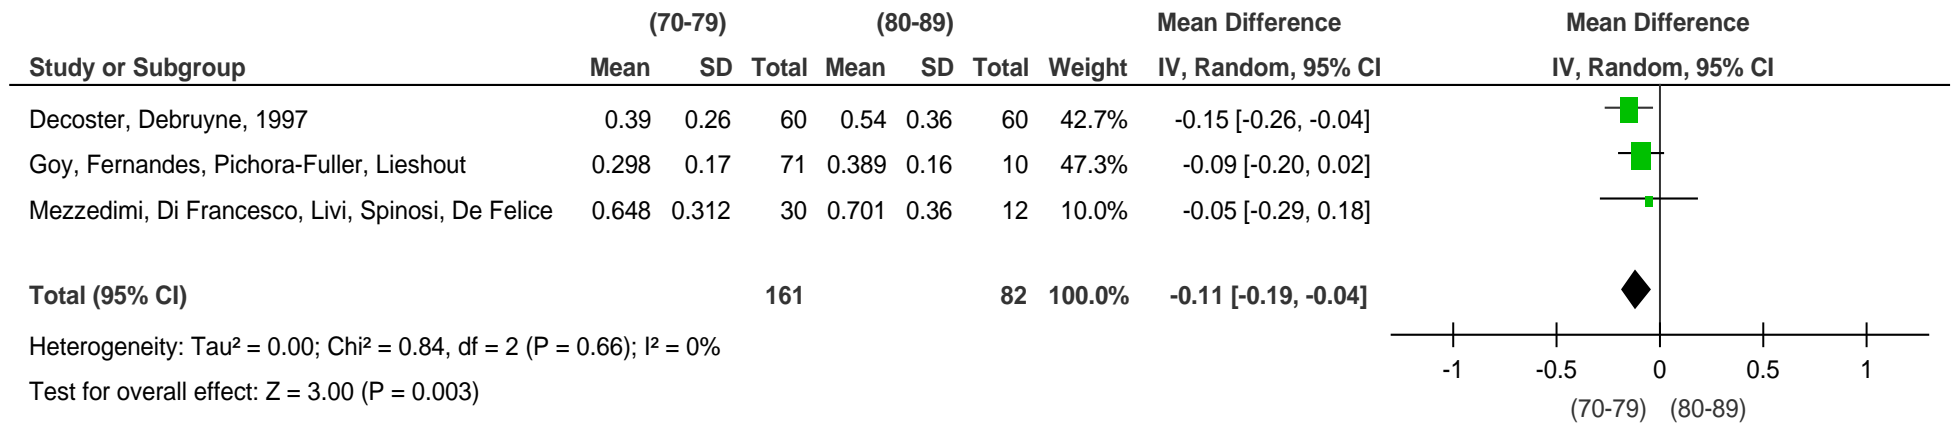 (70-79) (80-89) Mean Difference Mean Difference
Study or Subgroup Mean SD Total Mean SD Total Weight IV, Random, 95% CI IV, Random, 95% CI
Decoster, Debruyne, 1997 0.39 0.26 60 0.54 0.36 60 42.7% -0.15 [-0.26, -0.04]
Goy, Fernandes, Pichora-Fuller, Lieshout 0.298 0.17 71 0.389 0.16 10 47.3% -0.09 [-0.20, 0.02]
Mezzedimi, Di Francesco, Livi, Spinosi, De Felice 0.648 0.312 30 0.701 0.36 12 10.0% -0.05 [-0.29, 0.18]
Total (95% CI) 161 82 100.0% -0.11 [-0.19, -0.04]
Heterogeneity: Tau² = 0.00; Chi² = 0.84, df = 2 (P = 0.66); I² = 0%
Test for overall effect: Z = 3.00 (P = 0.003)
-1 -0.5 0 0.5 1
(70-79) (80-89)